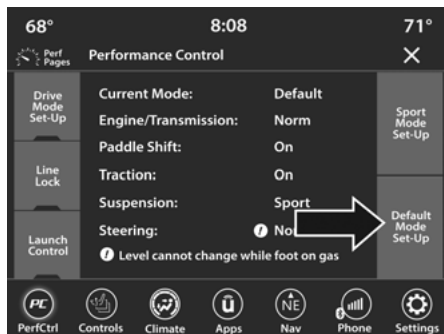 68°
8:08
71°
Perf
Pages
Performance Control
Drive
Mode
Set-Up
Line
Lock
Launch
Control
Current Mode: Default
Engine/Transmission: Norm
Paddle Shift: On
Traction: On
Suspension: Sport
Steering:
Level cannot change while foot on gas
Sport
Mode
Set-Up
Default
Mode
Set-Up
PC
PerfCtrl
Controls
Climate
ū
Apps
NE
Nav
Phone
Settings